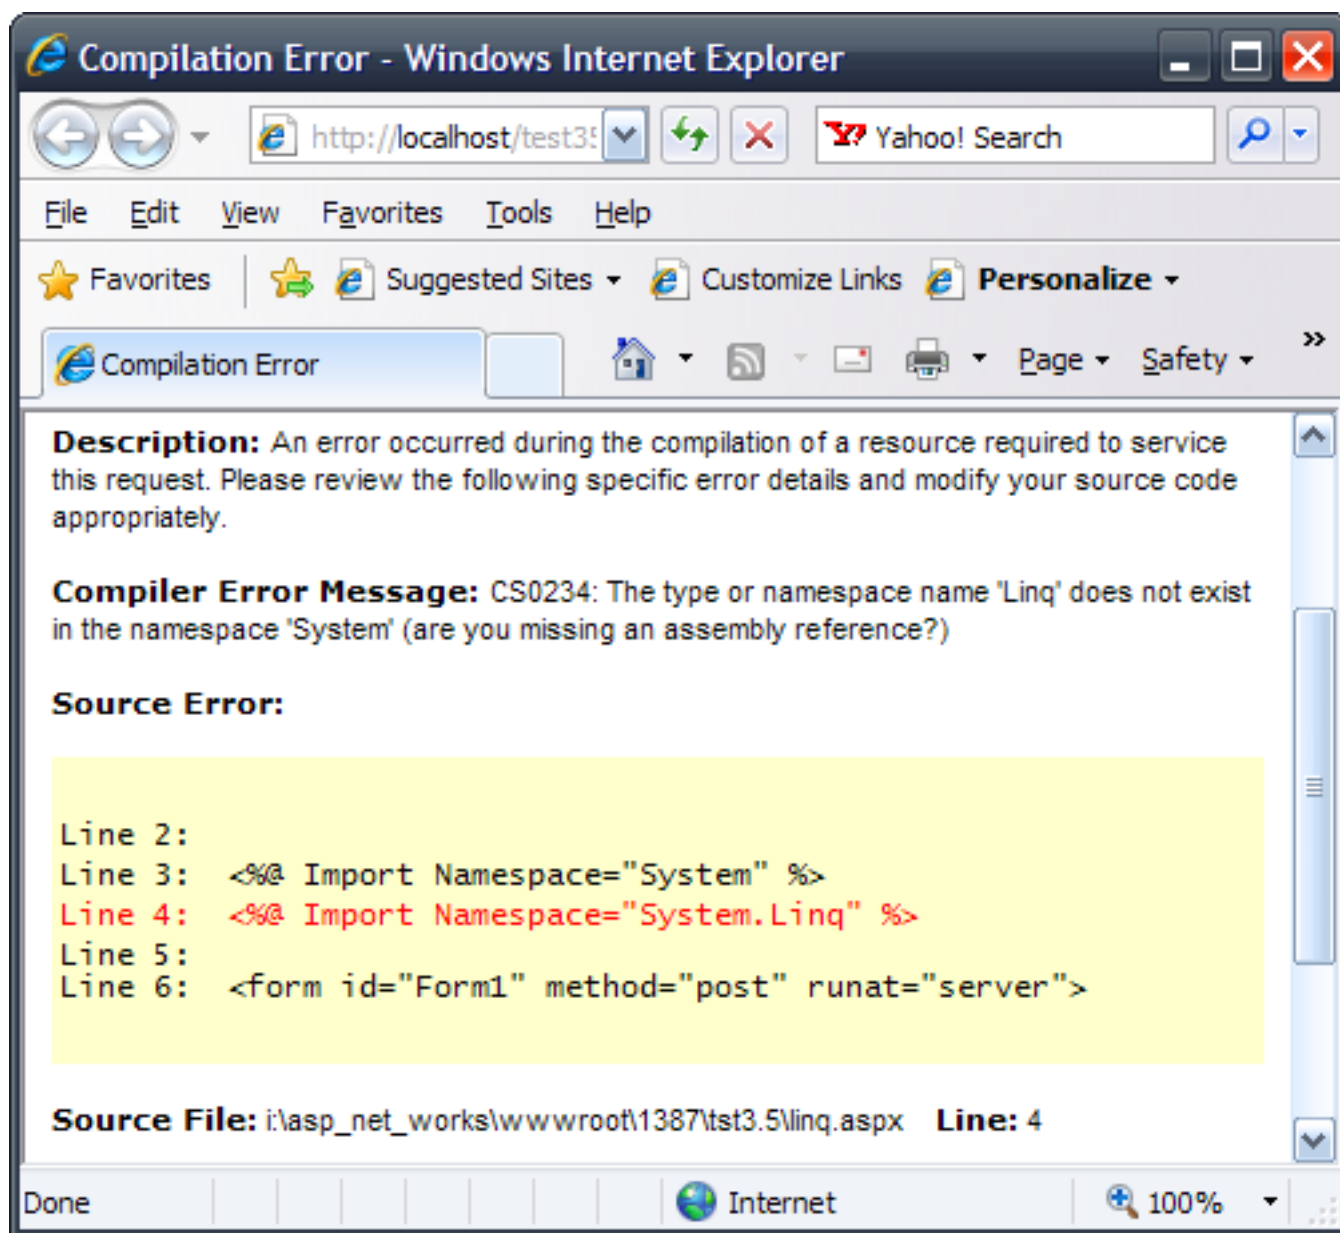 Compilation Error - Windows Internet Explorer
http://localhost/test35
Yahoo! Search
File Edit View Favorites Tools Help
Favorites Suggested Sites Customize Links Personalize
Compilation Error Page Safety »
Description: An error occurred during the compilation of a resource required to service
this request. Please review the following specific error details and modify your source code
appropriately.
Compiler Error Message: CS0234: The type or namespace name 'Linq' does not exist
in the namespace 'System' (are you missing an assembly reference?)
Source Error:
Line 2:
Line 3: <%@ Import Namespace="System" %>
Line 4: <%@ Import Namespace="System.Linq" %>
Line 5:
Line 6: <form id="Form1" method="post" runat="server">
Source File: i:\asp_net_works\wwwroot\1387\tst3.5\linq.aspx Line: 4
Done Internet 100%